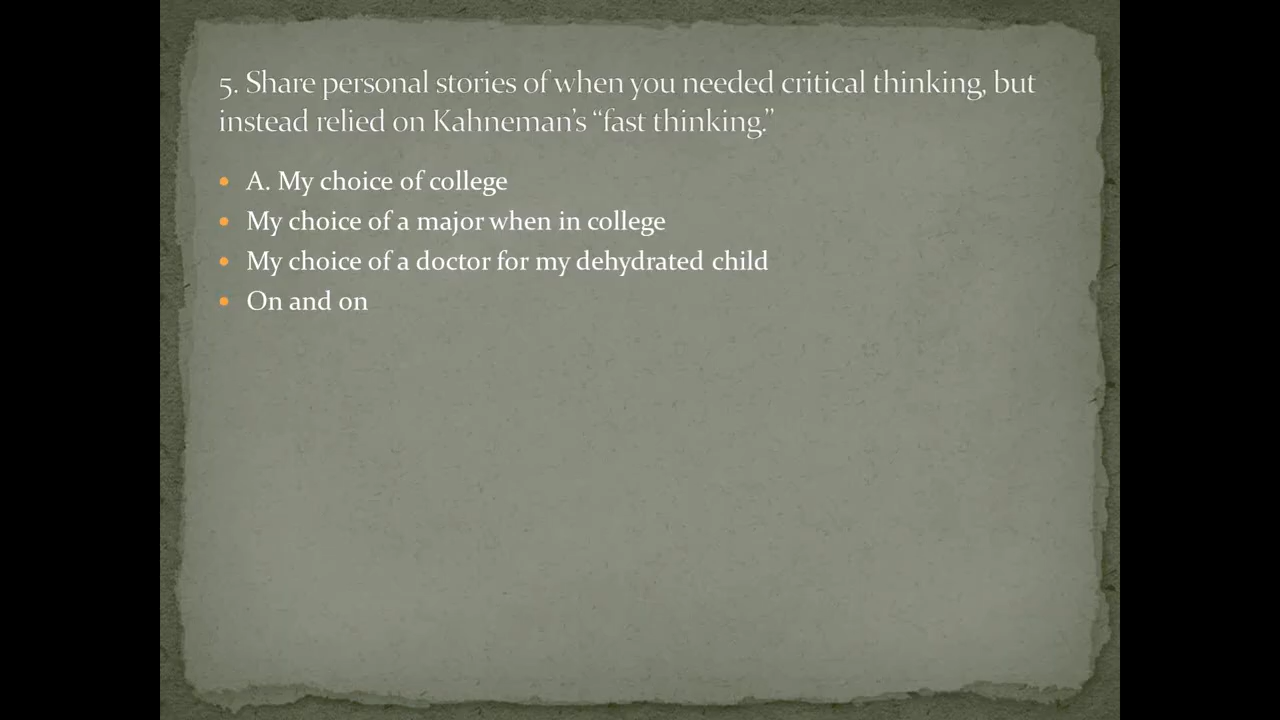 5. Share personal stories of when you needed critical thinking, but
instead relied on Kahneman’s “fast thinking.”
• A. My choice of college
• My choice of a major when in college
• My choice of a doctor for my dehydrated child
• On and on